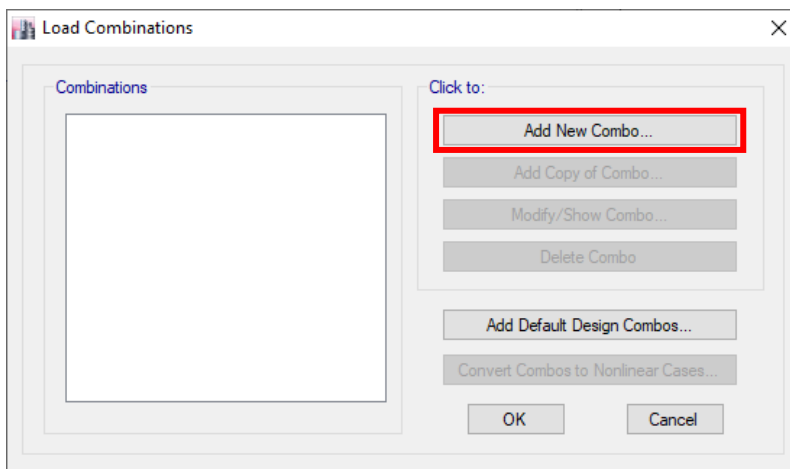 Load Combinations
Combinations
Click to:
Add New Combo...
Add Copy of Combo...
Modify/Show Combo...
Delete Combo
Add Default Design Combos...
Convert Combos to Nonlinear Cases...
OK
Cancel